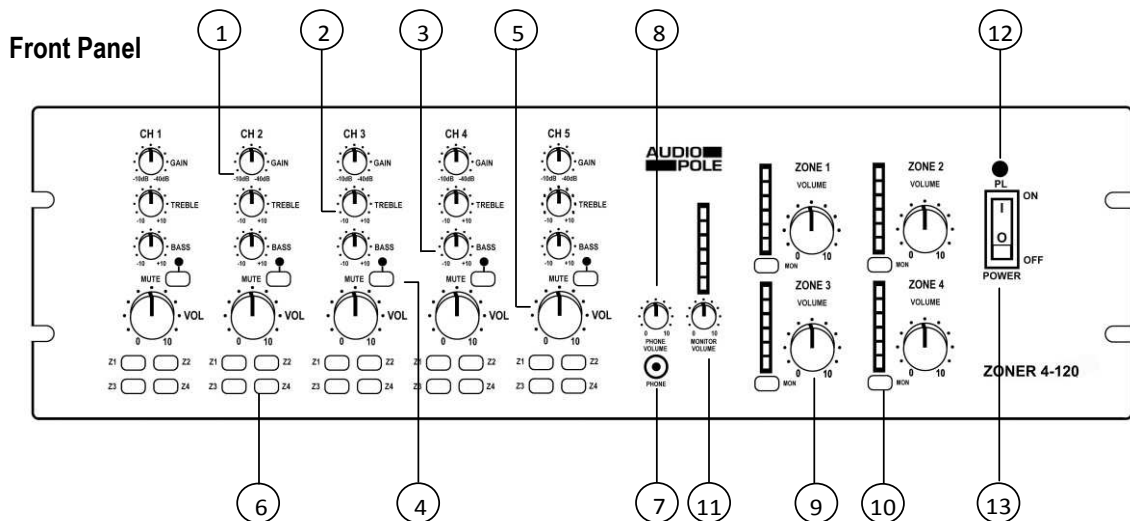 Front Panel
1 2 3 5 8 12
CH 1 CH 2 CH 3 CH 4 CH 5
GAIN GAIN GAIN GAIN GAIN
-10dB -40dB -10dB -40dB -10dB -40dB -10dB -40dB -10dB -40dB
TREBLE TREBLE TREBLE TREBLE TREBLE
-10 +10 -10 +10 -10 +10 -10 +10 -10 +10
BASS BASS BASS BASS BASS
-10 +10 -10 +10 -10 +10 -10 +10 -10 +10
MUTE MUTE MUTE MUTE MUTE
VOL VOL VOL VOL VOL
0 10 0 10 0 10 0 10 0 10
Z1 Z2 Z1 Z2 Z1 Z2 Z1 Z2 Z1 Z2
Z3 Z4 Z3 Z4 Z3 Z4 Z3 Z4 Z3 Z4
AUDIO
POLE
0 10 0 10
PHONE VOLUME
MONITOR VOLUME
PHONE
ZONE 1
VOLUME
0 10
MON
ZONE 2
VOLUME
0 10
MON
ZONE 3
VOLUME
0 10
MON
ZONE 4
VOLUME
0 10
MON
PL
ON
I
O
OFF
POWER
ZONER 4-120
6 4 7 11 9 10 13